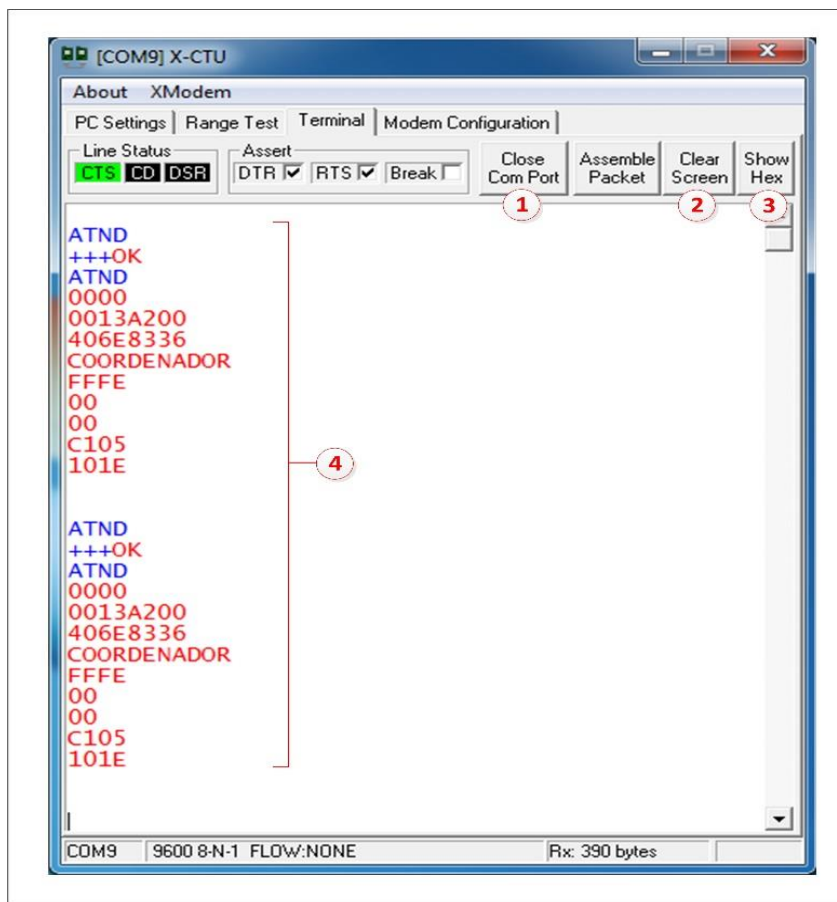 [COM9] X-CTU
About XModem
PC Settings Range Test Terminal Modem Configuration
Line Status Assert
CTS CD DSR DTR RTS Break
Close Com Port
Assemble Packet
Clear Screen
Show Hex
1
2
3
ATND
+++OK
ATND
0000
0013A200
406E8336
COORDENADOR
FFFE
00
00
C105
101E
4
ATND
+++OK
ATND
0000
0013A200
406E8336
COORDENADOR
FFFE
00
00
C105
101E
COM9 9600 8-N-1 FLOW:NONE Rx: 390 bytes